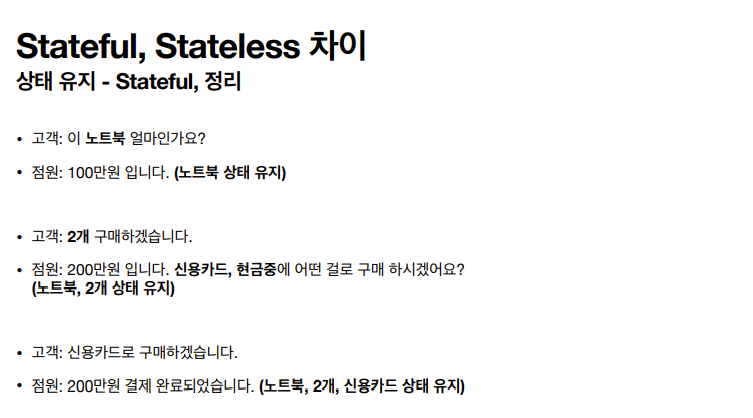 Stateful, Stateless 차이
상태 유지 - Stateful, 정리
• 고객: 이 노트북 얼마인가요?
• 점원: 100만원 입니다. (노트북 상태 유지)
• 고객: 2개 구매하겠습니다.
• 점원: 200만원 입니다. 신용카드, 현금중에 어떤 걸로 구매 하시겠어요?
(노트북, 2개 상태 유지)
• 고객: 신용카드로 구매하겠습니다.
• 점원: 200만원 결제 완료되었습니다. (노트북, 2개, 신용카드 상태 유지)